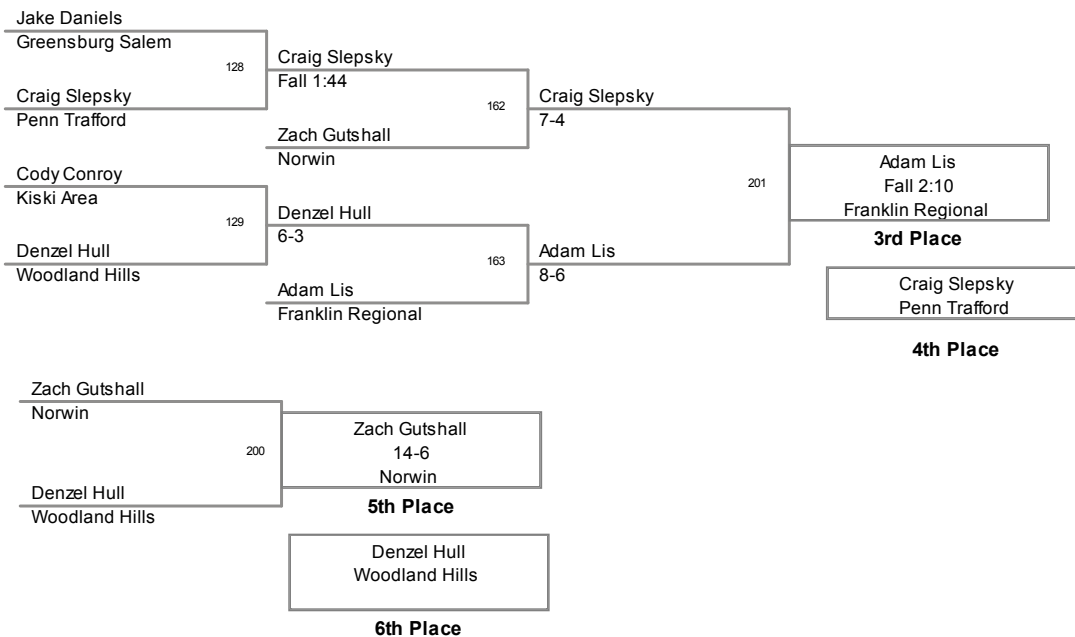 Jake Daniels
Greensburg Salem
128
Craig Slepsky
Penn Trafford
Craig Slepsky
Fall 1:44
162
Zach Gutshall
Norwin
Craig Slepsky
7-4
Cody Conroy
Kiski Area
129
Denzel Hull
Woodland Hills
Denzel Hull
6-3
163
Adam Lis
Franklin Regional
Adam Lis
8-6
201
Adam Lis
Fall 2:10
Franklin Regional
3rd Place
Craig Slepsky
Penn Trafford
4th Place
Zach Gutshall
Norwin
200
Denzel Hull
Woodland Hills
Zach Gutshall
14-6
Norwin
5th Place
Denzel Hull
Woodland Hills
6th Place